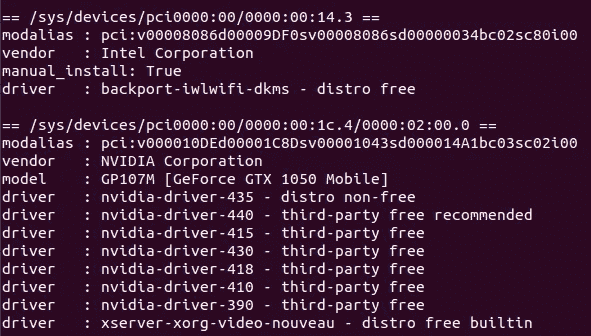 == /sys/devices/pci0000:00/0000:00:14.3 ==
modalias : pci:v00008086d00009DF0sv00008086sd00000034bc02sc80i00
vendor   : Intel Corporation
manual_install: True
driver   : backport-iwlwifi-dkms - distro free

== /sys/devices/pci0000:00/0000:00:1c.4/0000:02:00.0 ==
modalias : pci:v000010DEd00001C8Dsv00001043sd000014A1bc03sc02i00
vendor   : NVIDIA Corporation
model    : GP107M [GeForce GTX 1050 Mobile]
driver   : nvidia-driver-435 - distro non-free
driver   : nvidia-driver-440 - third-party free recommended
driver   : nvidia-driver-415 - third-party free
driver   : nvidia-driver-430 - third-party free
driver   : nvidia-driver-418 - third-party free
driver   : nvidia-driver-410 - third-party free
driver   : nvidia-driver-390 - third-party free
driver   : xserver-xorg-video-nouveau - distro free builtin